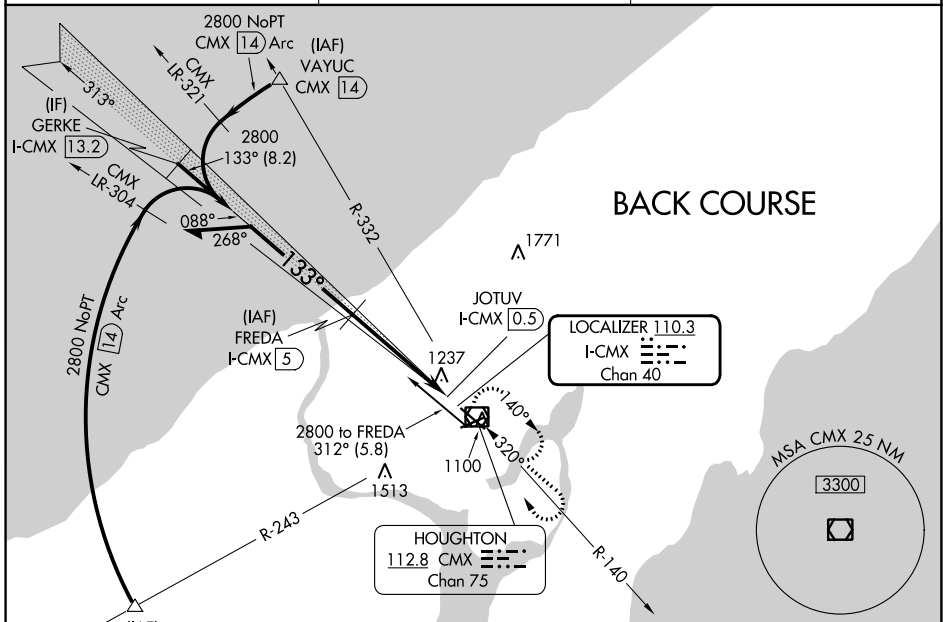 2800 NoPT
CMX 14 Arc
(IAF)
VAYUC
CMX 14
CMX
LR-321
313°
(IF)
GERKE
I-CMX 13.2
2800
133° (8.2)
CMX
LR-304
088°
268°
R-332
BACK COURSE
1771
133°
2800 NoPT
CMX 14 Arc
(IAF)
FREDA
I-CMX 5
JOTUV
I-CMX 0.5
LOCALIZER 110.3
I-CMX
Chan 40
1237
140°
2800 to FREDA
312° (5.8)
320°
1100
1513
MSA CMX 25 NM
3300
R-243
HOUGHTON
112.8 CMX
Chan 75
R-140